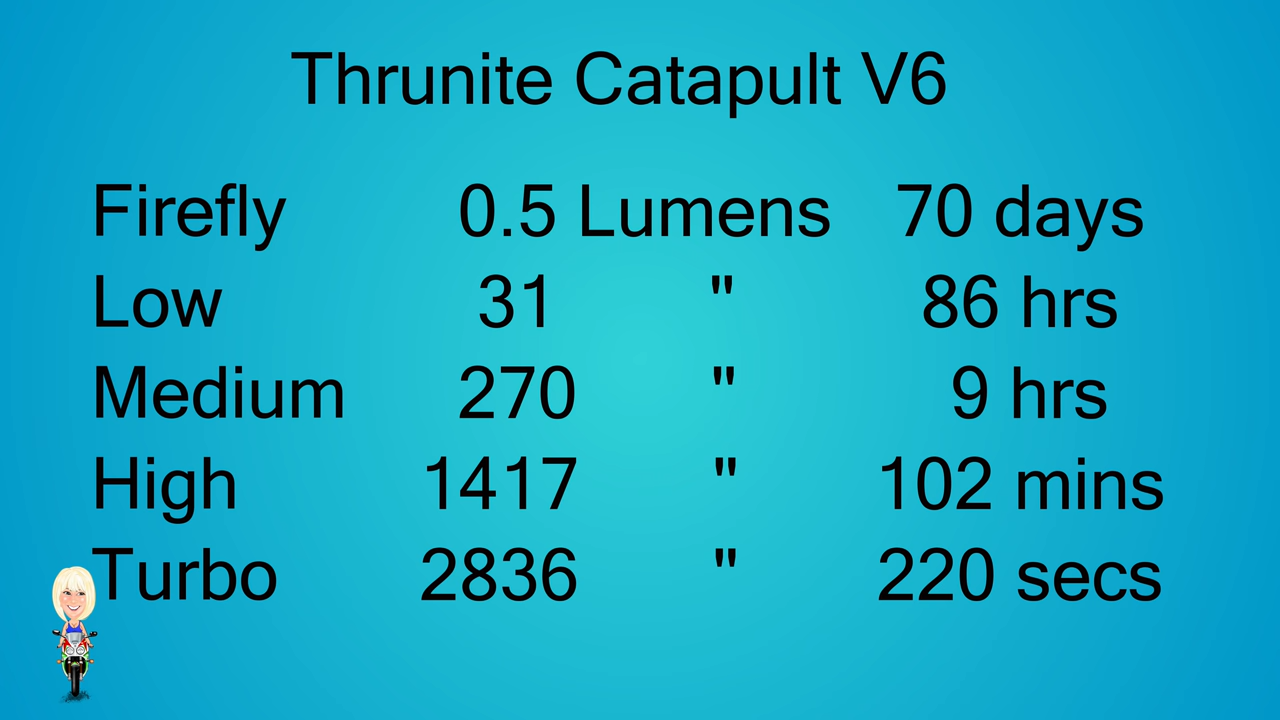 Thrunite Catapult V6
Firefly 0.5 Lumens 70 days
Low 31 " 86 hrs
Medium 270 " 9 hrs
High 1417 " 102 mins
Turbo 2836 " 220 secs